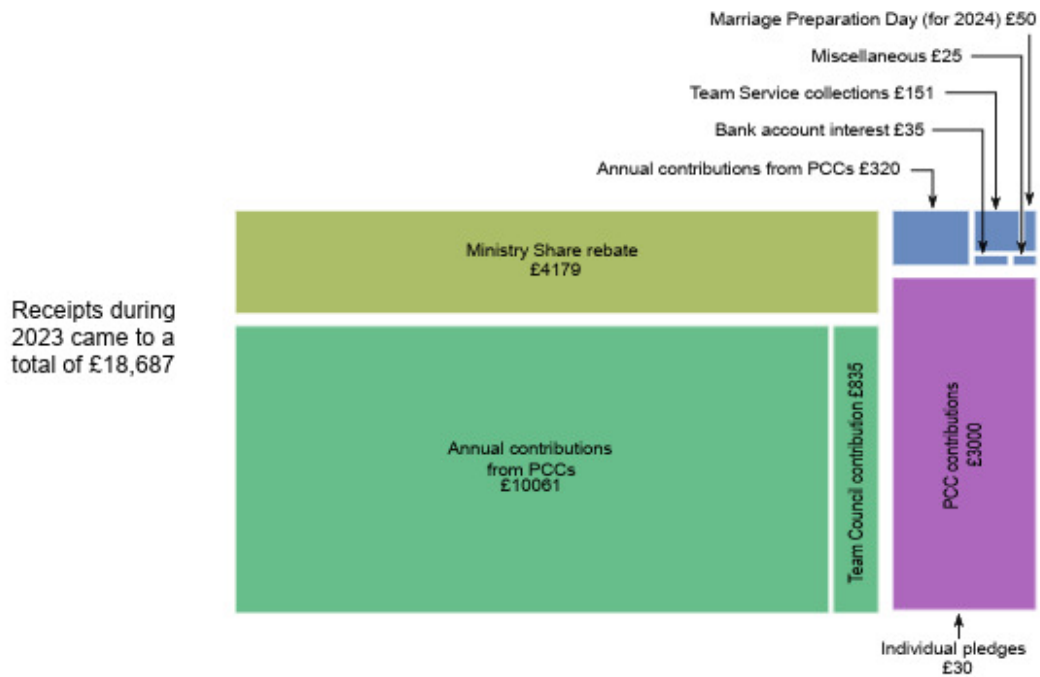 Marriage Preparation Day (for 2024) £50
Miscellaneous £25
Team Service collections £151
Bank account interest £35
Annual contributions from PCCs £320
Ministry Share rebate
£4179
Receipts during
2023 came to a
total of £18,687
Annual contributions
from PCCs
£10061
Team Council contribution £835
PCC contributions
£3000
Individual pledges
£30